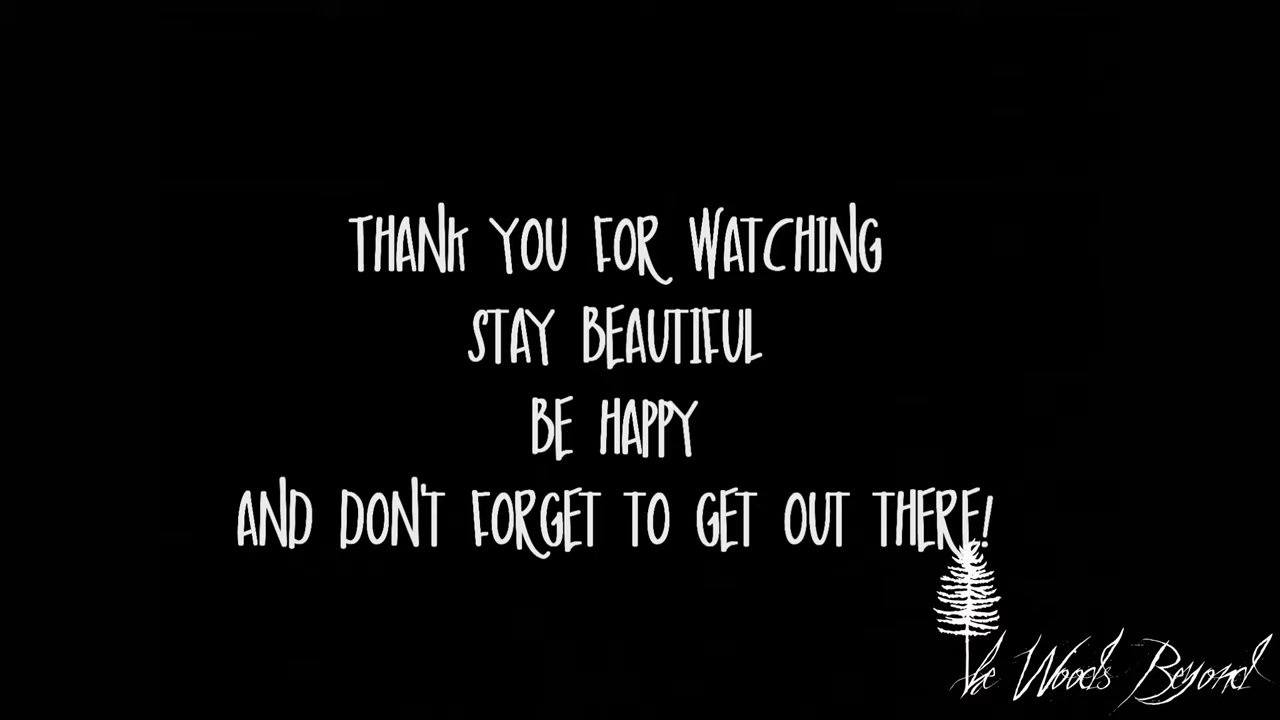 THANK YOU FOR WATCHING
STAY BEAUTIFUL
BE HAPPY
AND DON'T FORGET TO GET OUT THERE!
The Woods Beyond